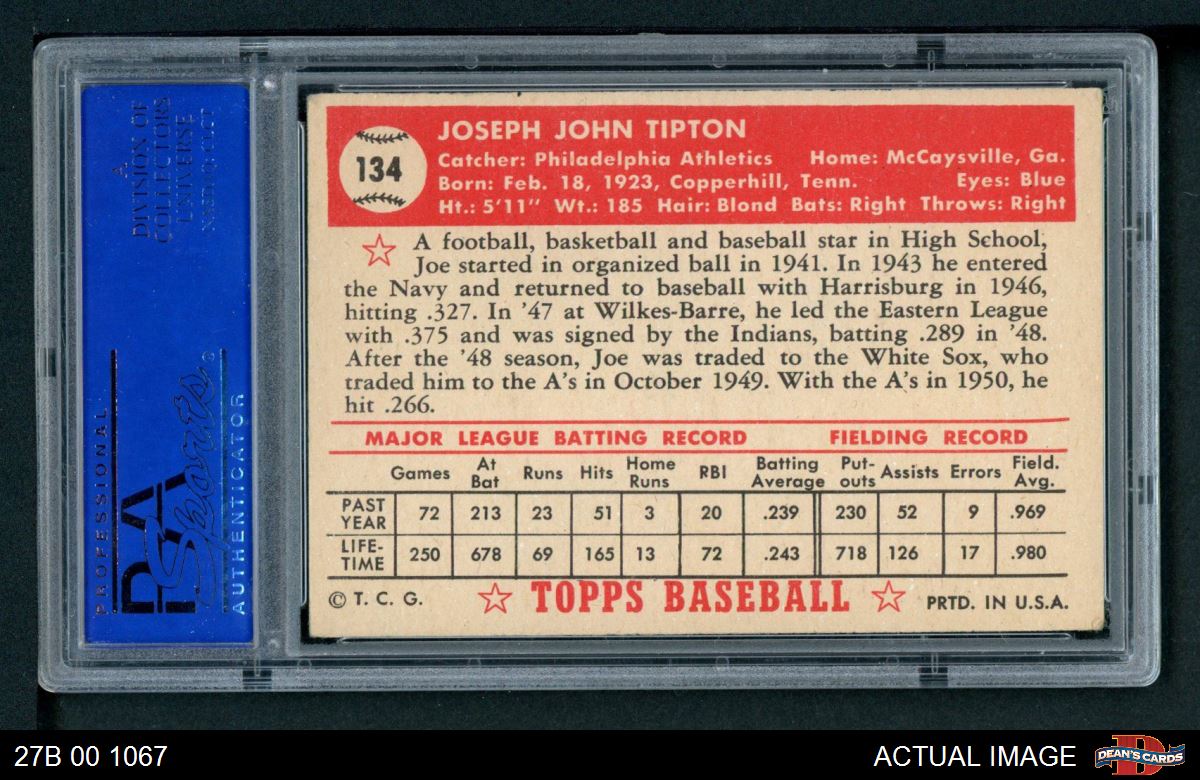 A
DIVISION OF
COLLECTORS
UNIVERSE
NASDAQ: CLCT
PROFESSIONAL
PSA
Sports
AUTHENTICATOR
134
JOSEPH JOHN TIPTON
Catcher: Philadelphia Athletics Home: McCaysville, Ga.
Born: Feb. 18, 1923, Copperhill, Tenn. Eyes: Blue
Ht.: 5'11" Wt.: 185 Hair: Blond Bats: Right Throws: Right
A football, basketball and baseball star in High School,
Joe started in organized ball in 1941. In 1943 he entered
the Navy and returned to baseball with Harrisburg in 1946,
hitting .327. In '47 at Wilkes-Barre, he led the Eastern League
with .375 and was signed by the Indians, batting .289 in '48.
After the '48 season, Joe was traded to the White Sox, who
traded him to the A's in October 1949. With the A's in 1950, he
hit .266.
MAJOR LEAGUE BATTING RECORD FIELDING RECORD
Games At Bat Runs Hits Home Runs RBI Batting Average Put-outs Assists Errors Field. Avg.
PAST YEAR 72 213 23 51 3 20 .239 230 52 9 .969
LIFE-TIME 250 678 69 165 13 72 .243 718 126 17 .980
© T. C. G. TOPPS BASEBALL PRTD. IN U.S.A.
27B 00 1067
ACTUAL IMAGE
DEAN'S CARDS